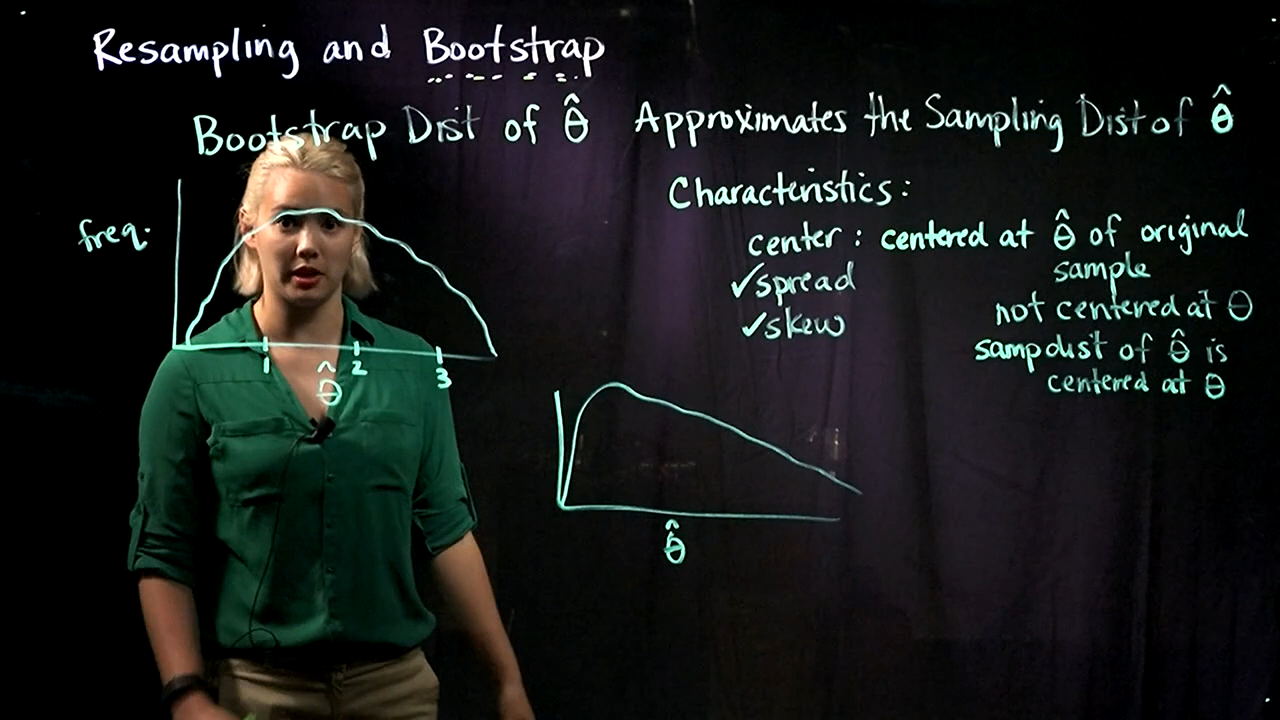 Resampling and Bootstrap
Bootstrap Dist of θ̂ Approximates the Sampling Dist of θ̂
Characteristics:
freq.
center: centered at θ̂ of original
sample
✓spread
not centered at θ
✓skew
samp dist of θ̂ is
centered at θ
1 2 3
θ̂
θ̂